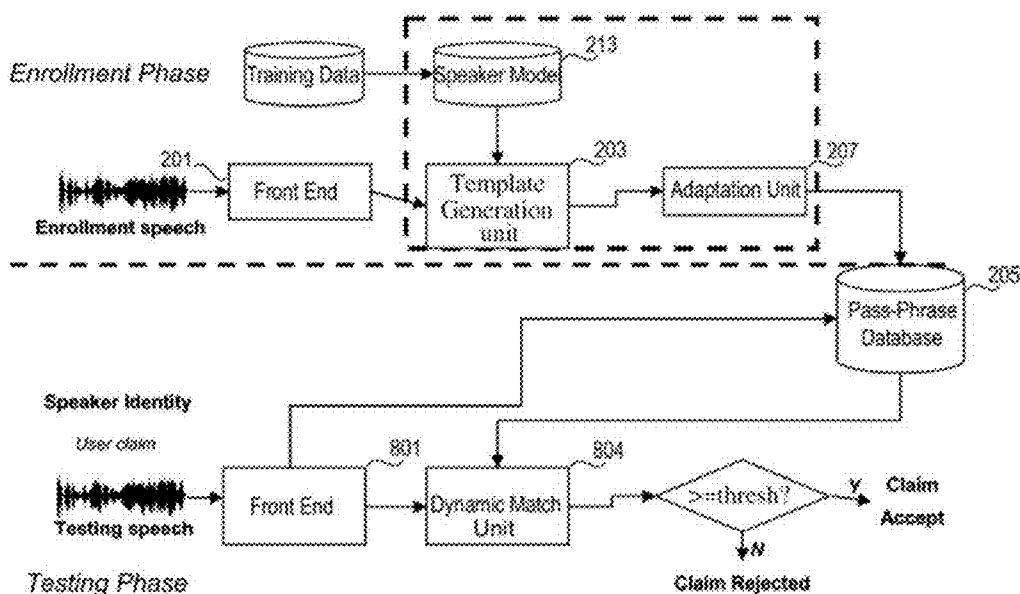 213
Enrollment Phase
Training Data
Speaker Model
201
203
207
Front End
Template
Generation
unit
Adaptation Unit
Enrollment speech
205
Pass-Phrase
Database
Speaker Identity
User claim
801
804
Front End
Dynamic Match
Unit
>=thresh?
Y
Claim
Accept
Testing speech
N
Testing Phase
Claim Rejected